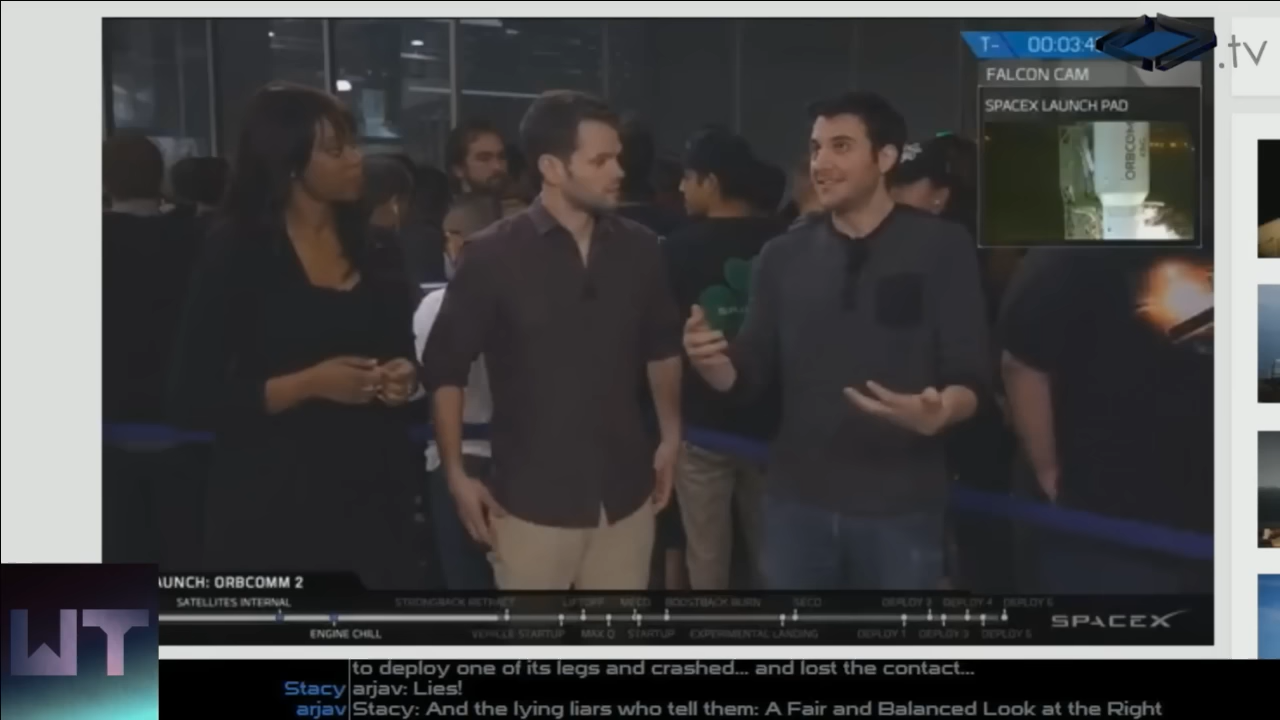 T- 00:03:4
.tv
FALCON CAM
SPACEX LAUNCH PAD
ORBCOM
AUNCH: ORBCOMM 2
SATELLITES INTERNAL
STRONGBACK RETRACT
LIFTOFF
MECO
BOOSTBACK BURN
SECO
DEPLOY 2
DEPLOY 4
ENGINE CHILL
VEHICLE STARTUP
MAX Q
STARTUP
EXPERIMENTAL LANDING
DEPLOY 1
DEPLOY 3
DEPLOY 5
SPACEX
WT
to deploy one of its legs and crashed... and lost the contact...
Stacy arjav: Lies!
arjav Stacy: And the lying liars who tell them: A Fair and Balanced Look at the Right